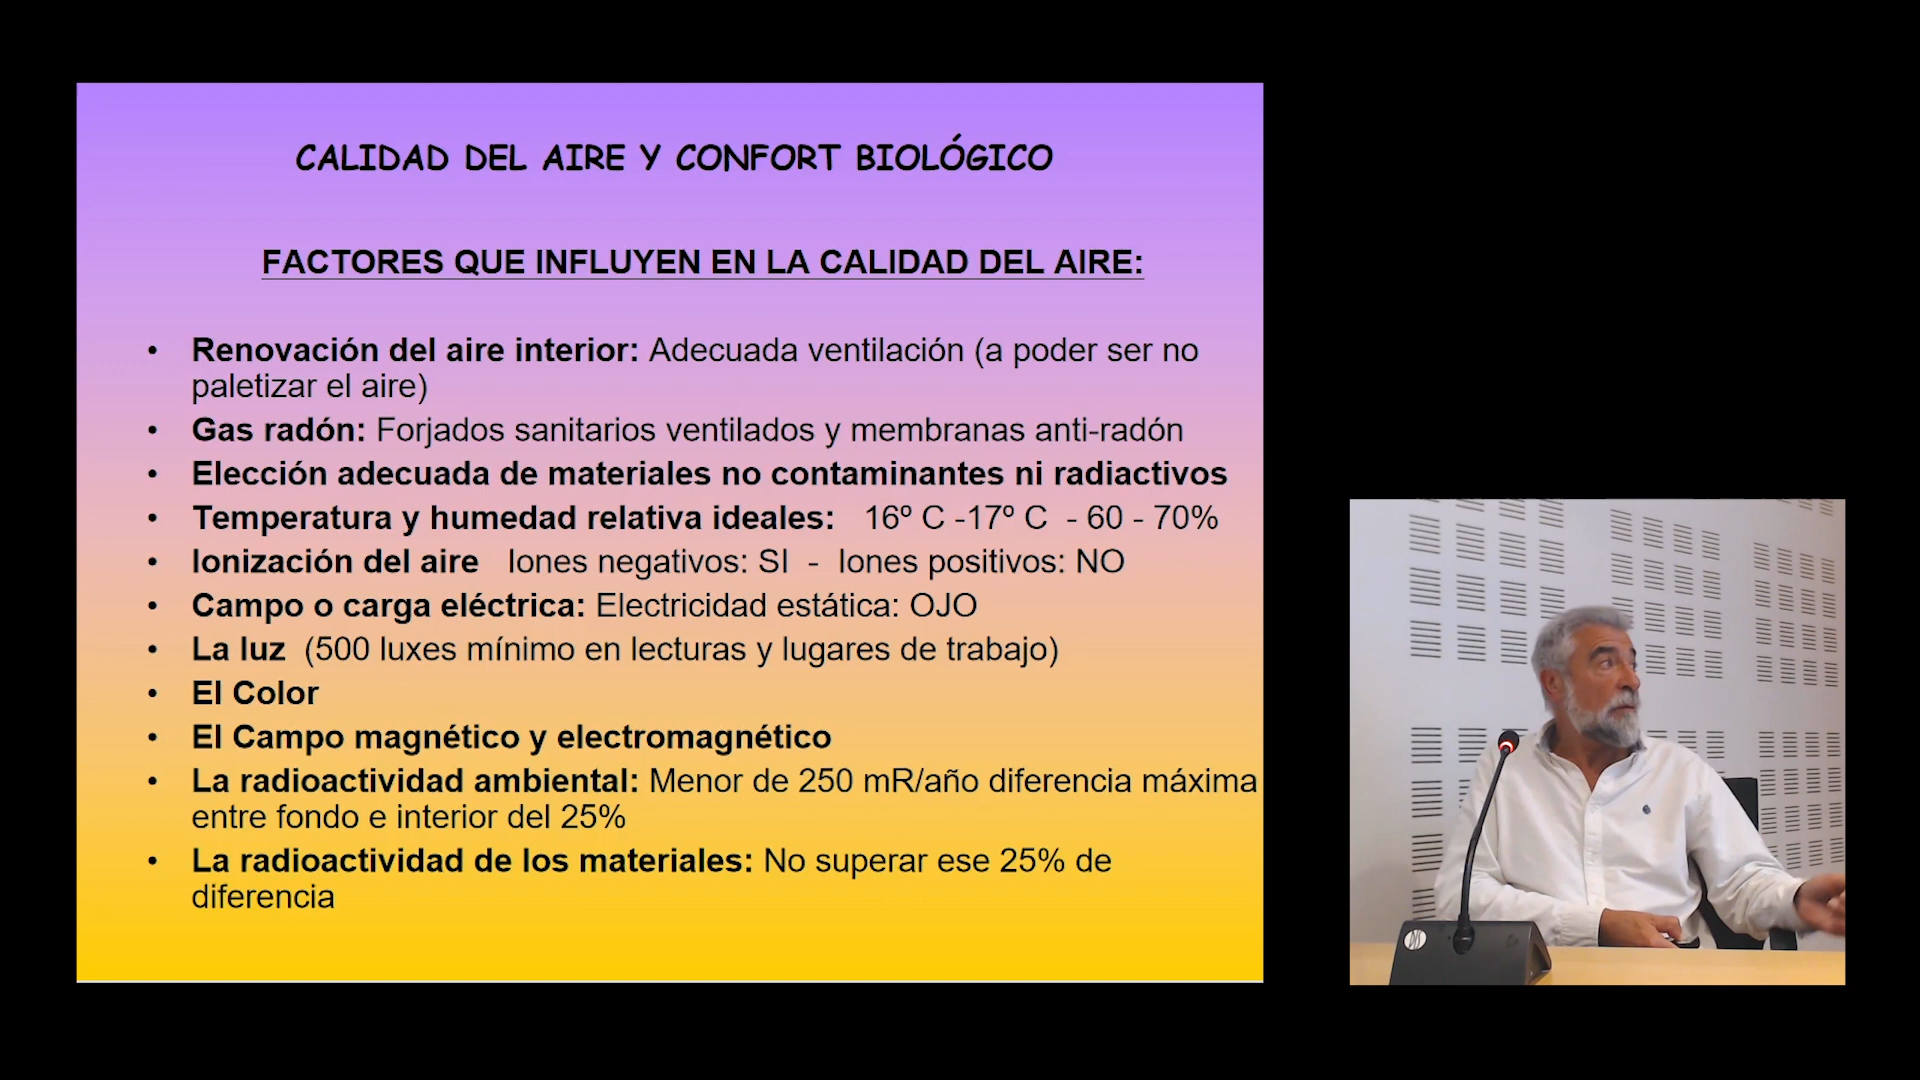 CALIDAD DEL AIRE Y CONFORT BIOLÓGICO
FACTORES QUE INFLUYEN EN LA CALIDAD DEL AIRE:
• Renovación del aire interior: Adecuada ventilación (a poder ser no
paletizar el aire)
• Gas radón: Forjados sanitarios ventilados y membranas anti-radón
• Elección adecuada de materiales no contaminantes ni radiactivos
• Temperatura y humedad relativa ideales: 16º C -17º C - 60 - 70%
• Ionización del aire Iones negativos: SI - Iones positivos: NO
• Campo o carga eléctrica: Electricidad estática: OJO
• La luz (500 luxes mínimo en lecturas y lugares de trabajo)
• El Color
• El Campo magnético y electromagnético
• La radioactividad ambiental: Menor de 250 mR/año diferencia máxima
entre fondo e interior del 25%
• La radioactividad de los materiales: No superar ese 25% de
diferencia